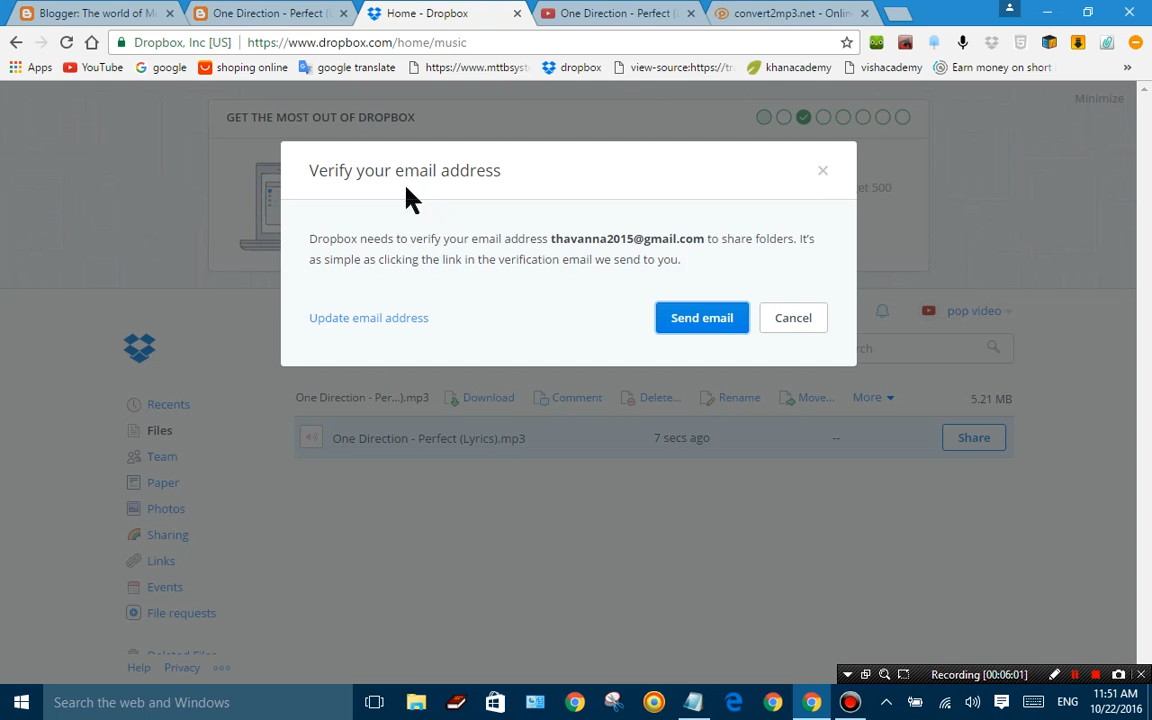 Blogger: The world of M
One Direction - Perfect (
Home - Dropbox
One Direction - Perfect (
convert2mp3.net - Onlin
Dropbox, Inc [US]
https://www.dropbox.com/home/music
Apps
YouTube
google
shoping online
google translate
https://www.mttbsyst
dropbox
view-source:https://tr
khanacademy
vishacademy
Earn money on short
»
Minimize
GET THE MOST OUT OF DROPBOX
Verify your email address
get 500
Dropbox needs to verify your email address thavanna2015@gmail.com to share folders. It's
as simple as clicking the link in the verification email we send to you.
Update email address
Send email
Cancel
pop video
rch
One Direction - Per...).mp3
Download
Comment
Delete...
Rename
Move...
More
5.21 MB
One Direction - Perfect (Lyrics).mp3
7 secs ago
--
Share
Recents
Files
Team
Paper
Photos
Sharing
Links
Events
File requests
Deleted Files
Help
Privacy
Recording [00:06:01]
Search the web and Windows
ENG
11:51 AM
10/22/2016